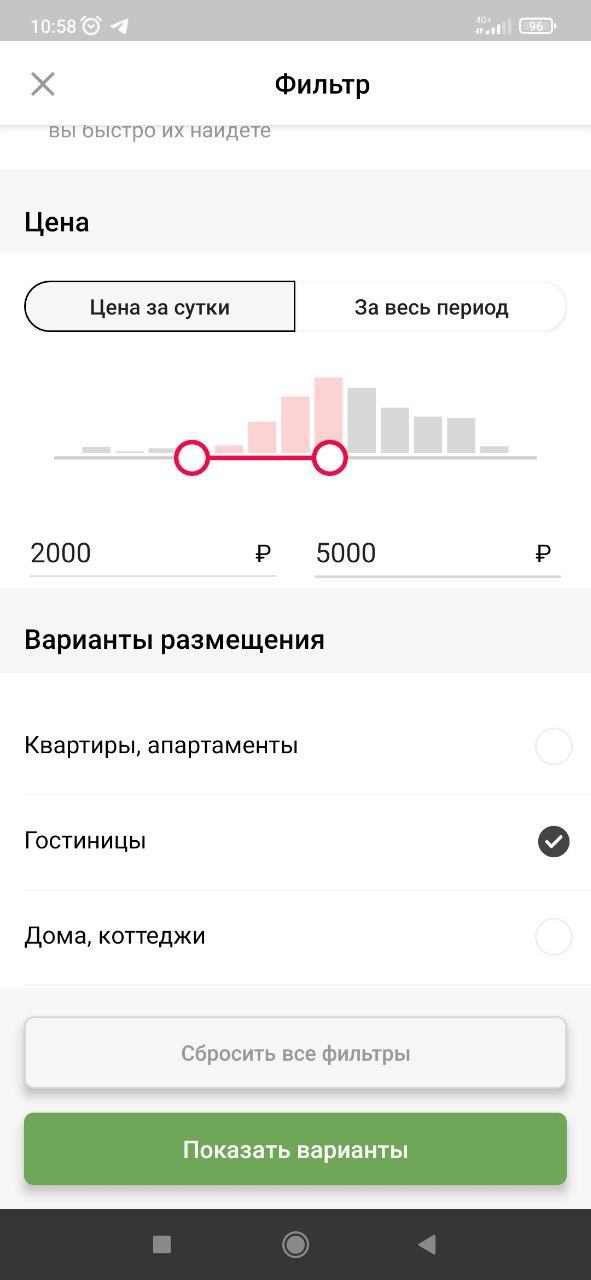 10:58
4G+
96
Фильтр
вы быстро их найдете
Цена
Цена за сутки
За весь период
2000 ₽
5000 ₽
Варианты размещения
Квартиры, апартаменты
Гостиницы
Дома, коттеджи
Сбросить все фильтры
Показать варианты